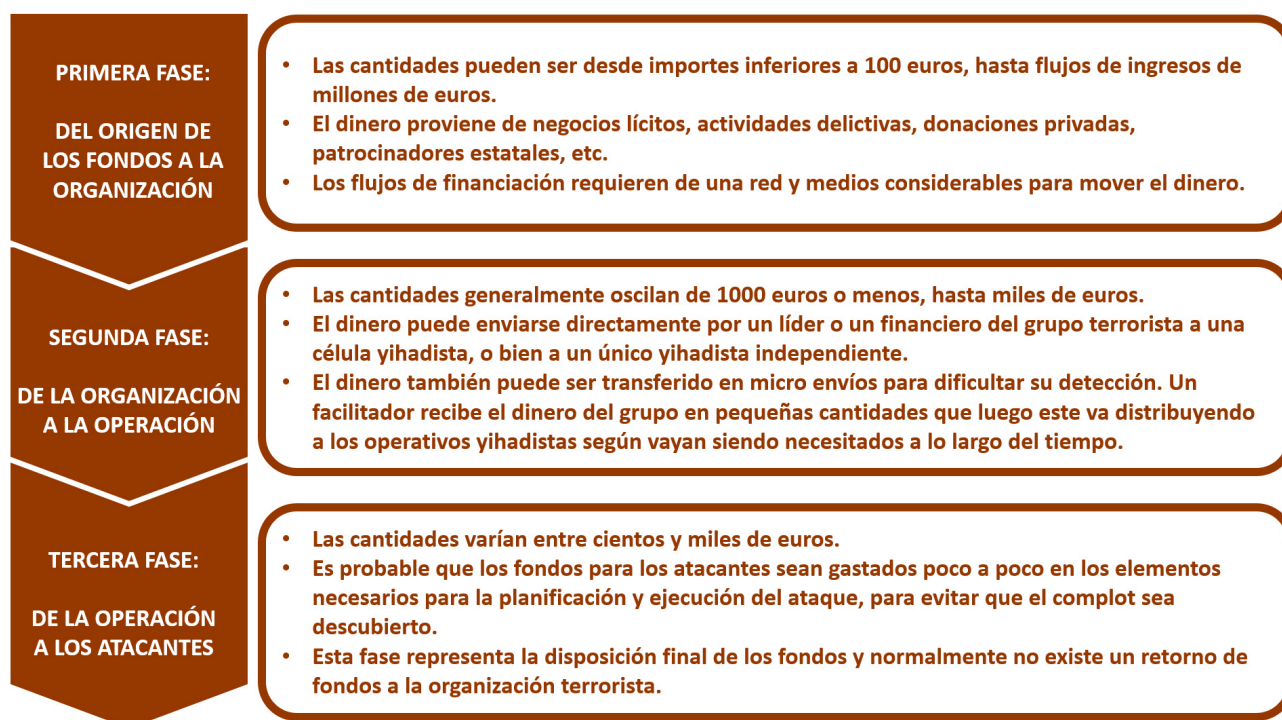 PRIMERA FASE:
DEL ORIGEN DE
LOS FONDOS A LA
ORGANIZACIÓN
• Las cantidades pueden ser desde importes inferiores a 100 euros, hasta flujos de ingresos de
millones de euros.
• El dinero proviene de negocios lícitos, actividades delictivas, donaciones privadas,
patrocinadores estatales, etc.
• Los flujos de financiación requieren de una red y medios considerables para mover el dinero.
SEGUNDA FASE:
DE LA ORGANIZACIÓN
A LA OPERACIÓN
• Las cantidades generalmente oscilan de 1000 euros o menos, hasta miles de euros.
• El dinero puede enviarse directamente por un líder o un financiero del grupo terrorista a una
célula yihadista, o bien a un único yihadista independiente.
• El dinero también puede ser transferido en micro envíos para dificultar su detección. Un
facilitador recibe el dinero del grupo en pequeñas cantidades que luego este va distribuyendo
a los operativos yihadistas según vayan siendo necesitados a lo largo del tiempo.
TERCERA FASE:
DE LA OPERACIÓN
A LOS ATACANTES
• Las cantidades varían entre cientos y miles de euros.
• Es probable que los fondos para los atacantes sean gastados poco a poco en los elementos
necesarios para la planificación y ejecución del ataque, para evitar que el complot sea
descubierto.
• Esta fase representa la disposición final de los fondos y normalmente no existe un retorno de
fondos a la organización terrorista.